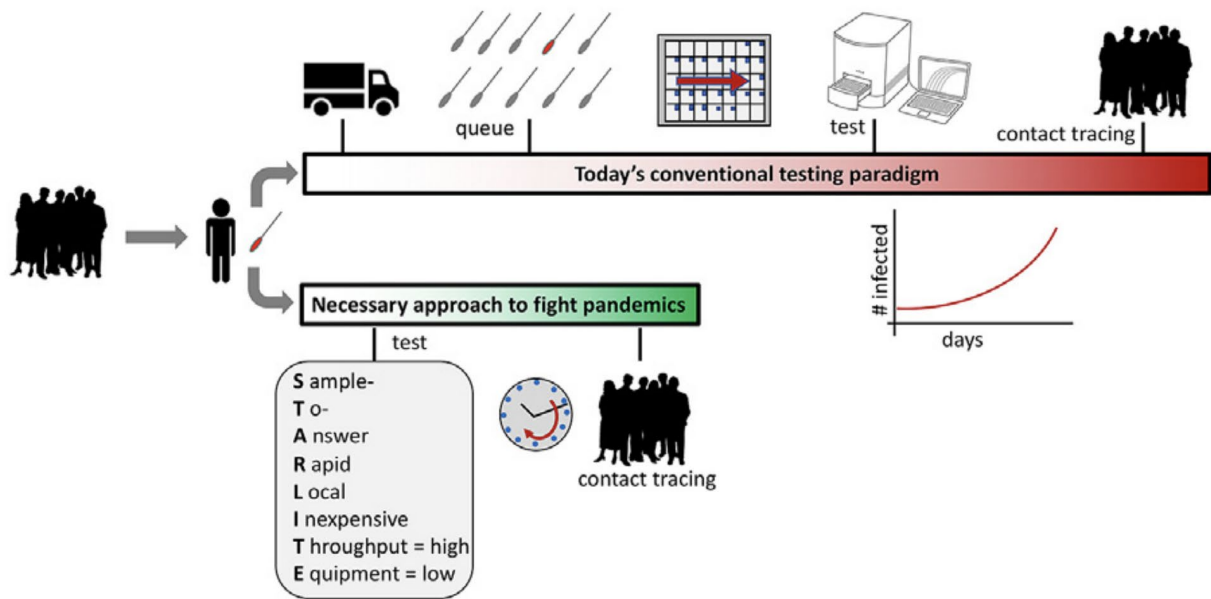 queue
test
contact tracing
Today's conventional testing paradigm
# infected
days
Necessary approach to fight pandemics
test
S ample-
T o-
A nswer
R apid
L ocal
I nexpensive
T hroughput = high
E quipment = low
contact tracing